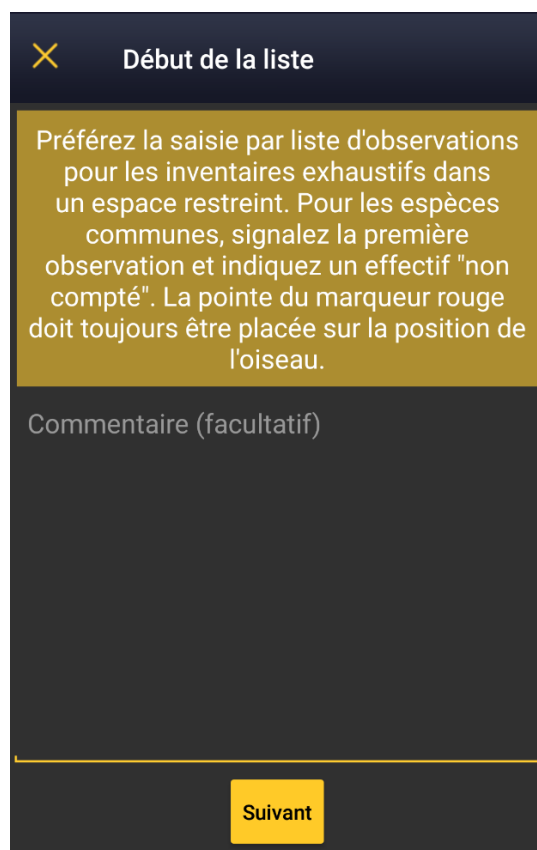 Début de la liste
Préférez la saisie par liste d'observations
pour les inventaires exhaustifs dans
un espace restreint. Pour les espèces
communes, signalez la première
observation et indiquez un effectif "non
compté". La pointe du marqueur rouge
doit toujours être placée sur la position de
l'oiseau.
Commentaire (facultatif)
Suivant